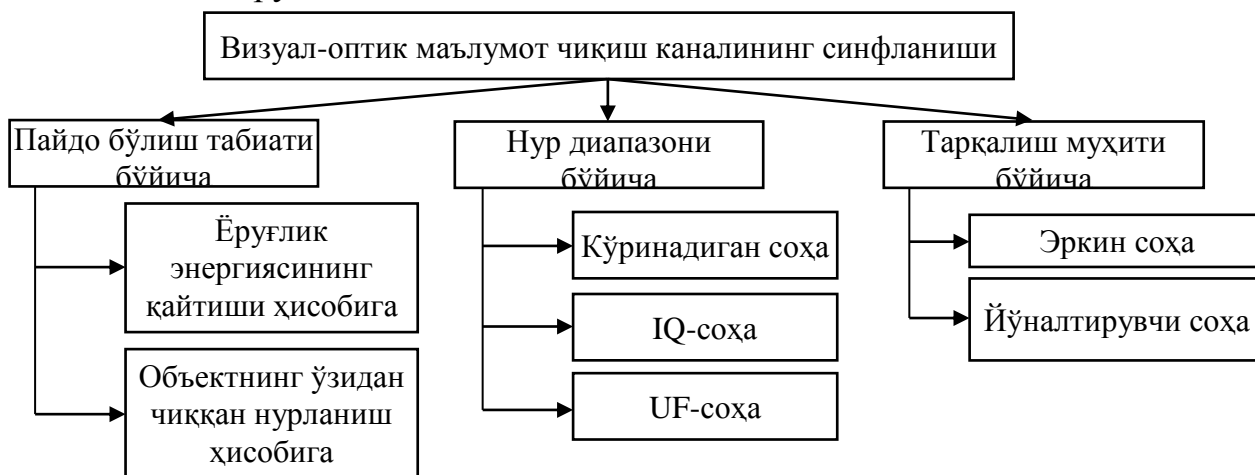 Визуал-оптик маълумот чиқиш каналининг синфланиши
Пайдо бўлиш табиати
бўйича
Ёруғлик
энергиясининг
қайтиши ҳисобига
Объектнинг ўзидан
чиққан нурланиш
ҳисобига
Нур диапазони
бўйича
Кўринадиган соҳа
IQ-соҳа
UF-соҳа
Тарқалиш муҳити
бўйича
Эркин соҳа
Йўналтирувчи соҳа